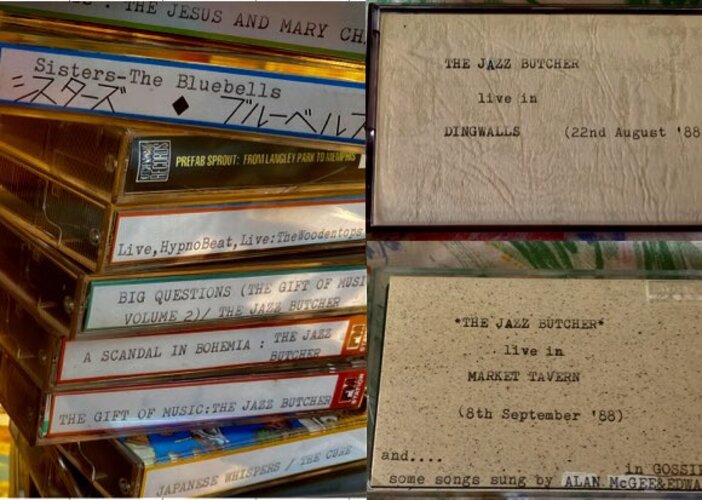 : THE JESUS AND MARY CH
Sisters-The Bluebells
シスターズ ◆ ブルーベルズ
PREFAB SPROUT: FROM LANGLEY PARK TO MEMPHIS
Live,HypnoBeat,Live:TheWoodentops
BIG QUESTIONS (THE GIFT OF MUSI
VOLUME 2)/ THE JAZZ BUTCHER
A SCANDAL IN BOHEMIA : THE JAZZ
BUTCHER
THE GIFT OF MUSIC:THE JAZZ BUTCHER
JAPANESE WHISPERS / THE CURE
THE JAZZ BUTCHER
live in
DINGWALLS (22nd August '88
*THE JAZZ BUTCHER*
live in
MARKET TAVERN
(8th September '88)
and.... in GOSSIP
some songs sung by ALAN McGEE&EDWA